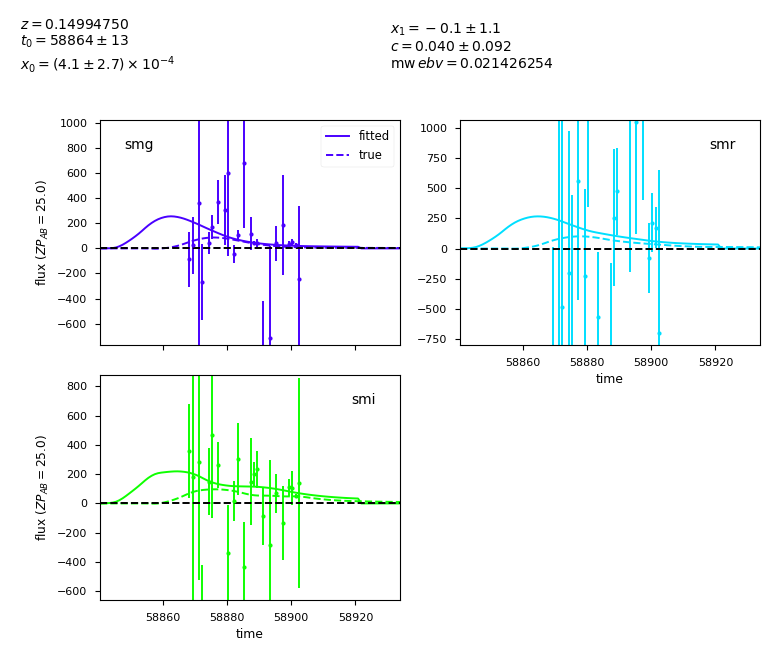 z = 0.14994750
t₀ = 58864 ± 13
x₀ = (4.1 ± 2.7) × 10⁻⁴
x₁ = −0.1 ± 1.1
c = 0.040 ± 0.092
mw ebv = 0.021426254
1000
800
600
400
200
0
−200
−400
−600
flux (ZP_AB = 25.0)
smg
fitted
true
1000
750
500
250
0
−250
−500
−750
smr
58860 58880 58900 58920
time
800
600
400
200
0
−200
−400
−600
flux (ZP_AB = 25.0)
smi
58860 58880 58900 58920
time